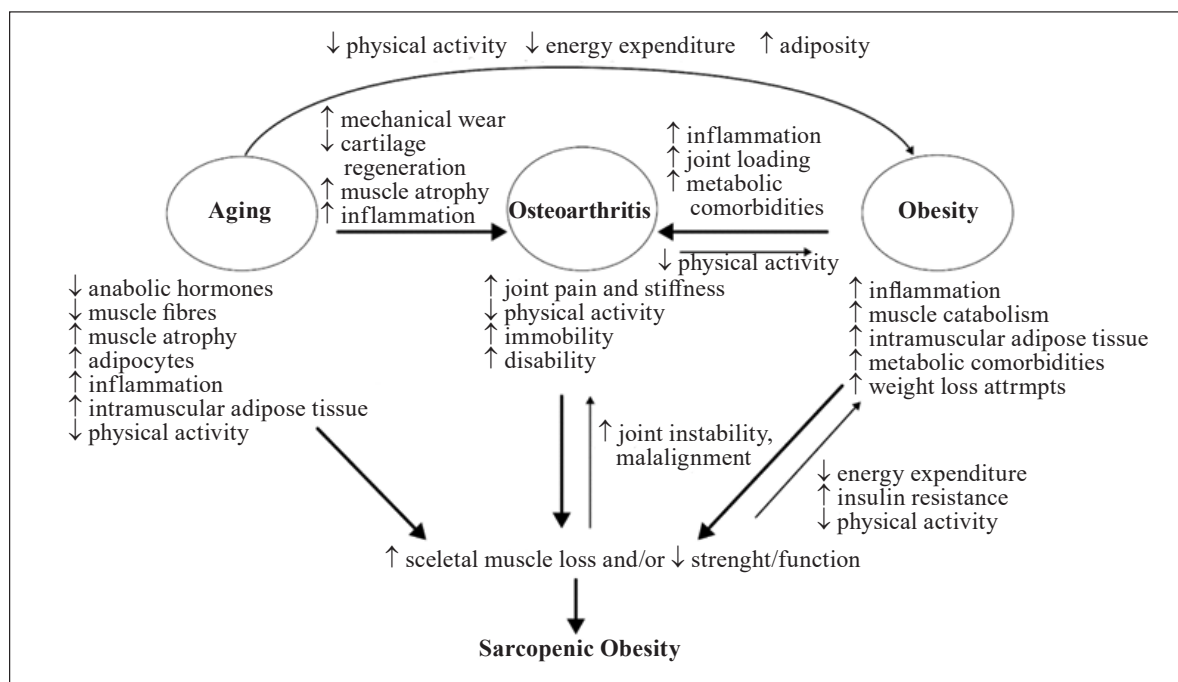 ↓ physical activity ↓ energy expenditure ↑ adiposity
↑ mechanical wear
↓ cartilage
regeneration
↑ muscle atrophy
↑ inflammation
↑ inflammation
↑ joint loading
↑ metabolic
comorbidities
Aging
Osteoarthritis
Obesity
↓ physical activity
↓ anabolic hormones
↓ muscle fibres
↑ muscle atrophy
↑ adipocytes
↑ inflammation
↑ intramuscular adipose tissue
↓ physical activity
↑ joint pain and stiffness
↓ physical activity
↑ immobility
↑ disability
↑ inflammation
↑ muscle catabolism
↑ intramuscular adipose tissue
↑ metabolic comorbidities
↑ weight loss attrmpts
↑ joint instability,
malalignment
↓ energy expenditure
↑ insulin resistance
↓ physical activity
↑ sceletal muscle loss and/or ↓ strenght/function
Sarcopenic Obesity